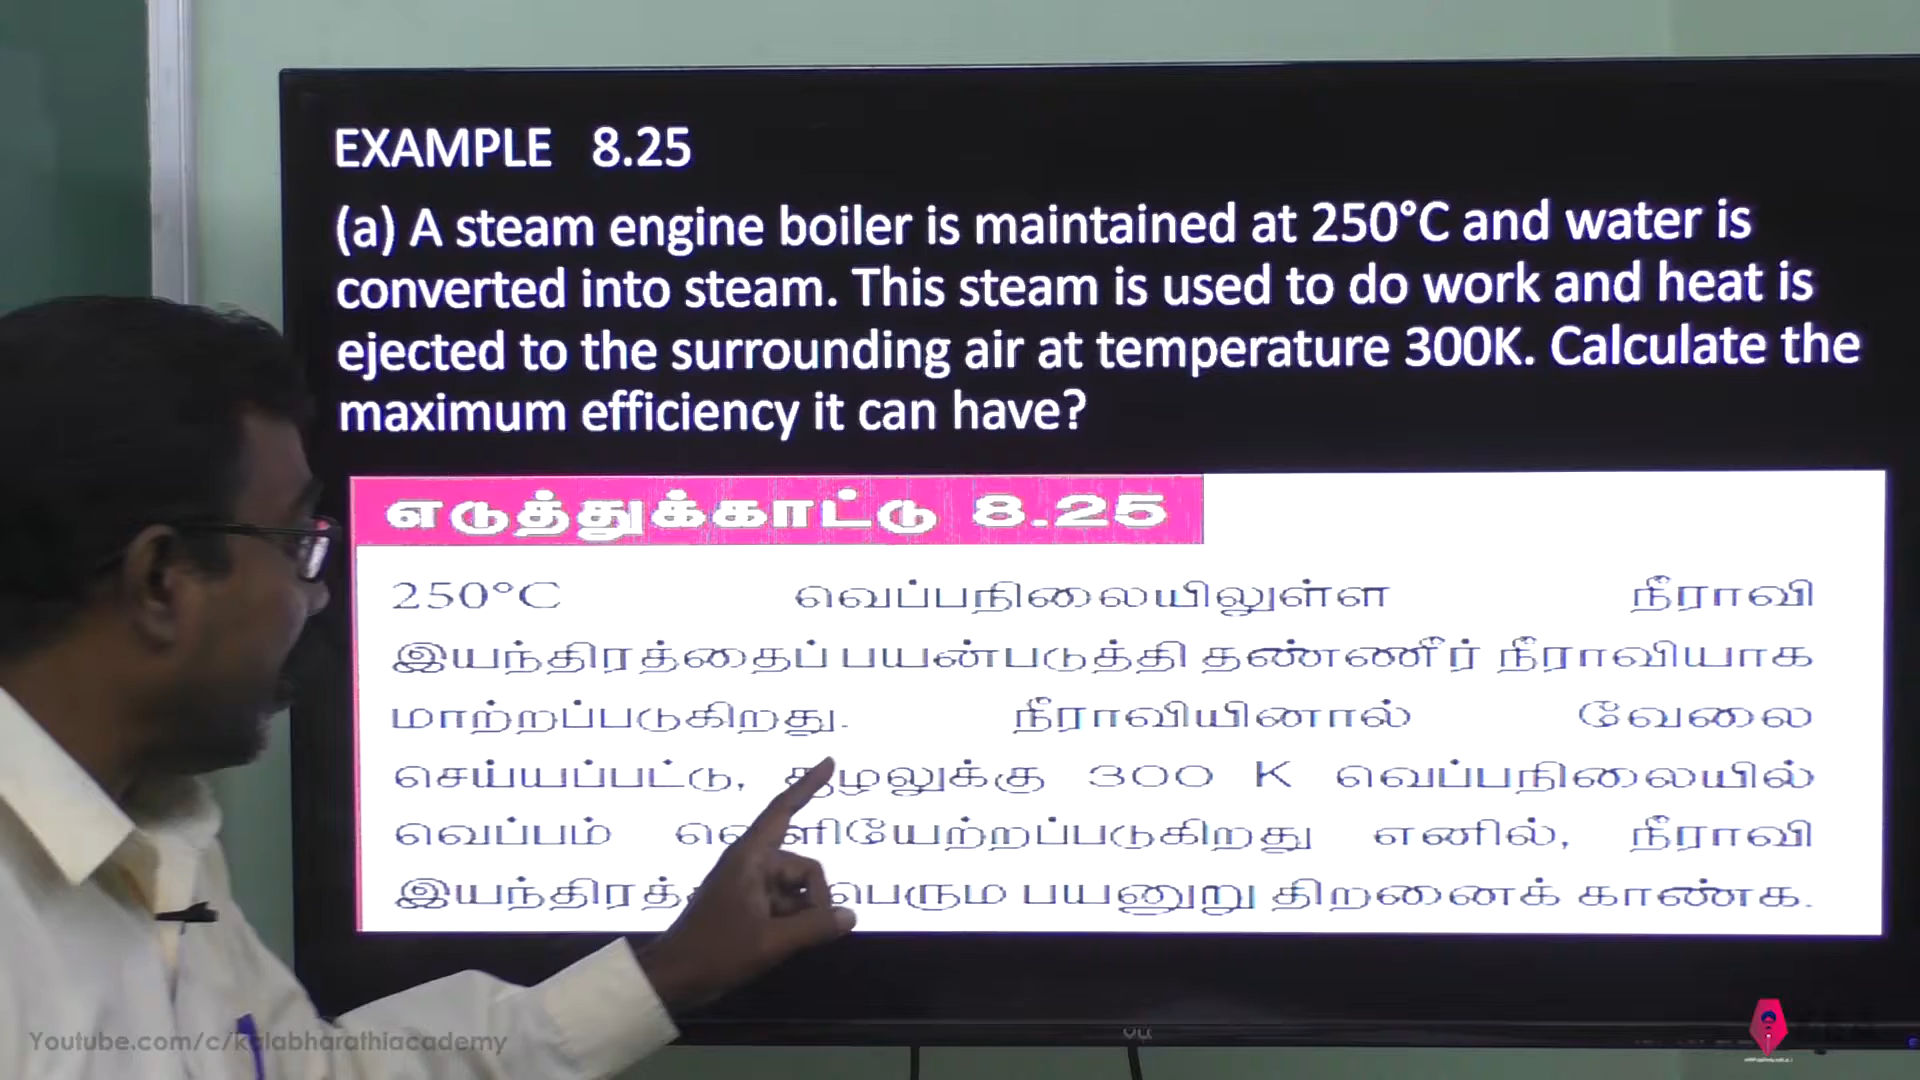 EXAMPLE 8.25
(a) A steam engine boiler is maintained at 250°C and water is
converted into steam. This steam is used to do work and heat is
ejected to the surrounding air at temperature 300K. Calculate the
maximum efficiency it can have?
எடுத்துக்காட்டு 8.25
250°C வெப்பநிலையிலுள்ள நீராவி
இயந்திரத்தைப் பயன்படுத்தி தண்ணீர் நீராவியாக
மாற்றப்படுகிறது. நீராவியினால் வேலை
செய்யப்பட்டு, சூழலுக்கு 300 K வெப்பநிலையில்
வெப்பம் வெளியேற்றப்படுகிறது எனில், நீராவி
பெரும பயனுறு திறனைக் காண்க.
Youtube.com/c/kalabharathiacademy